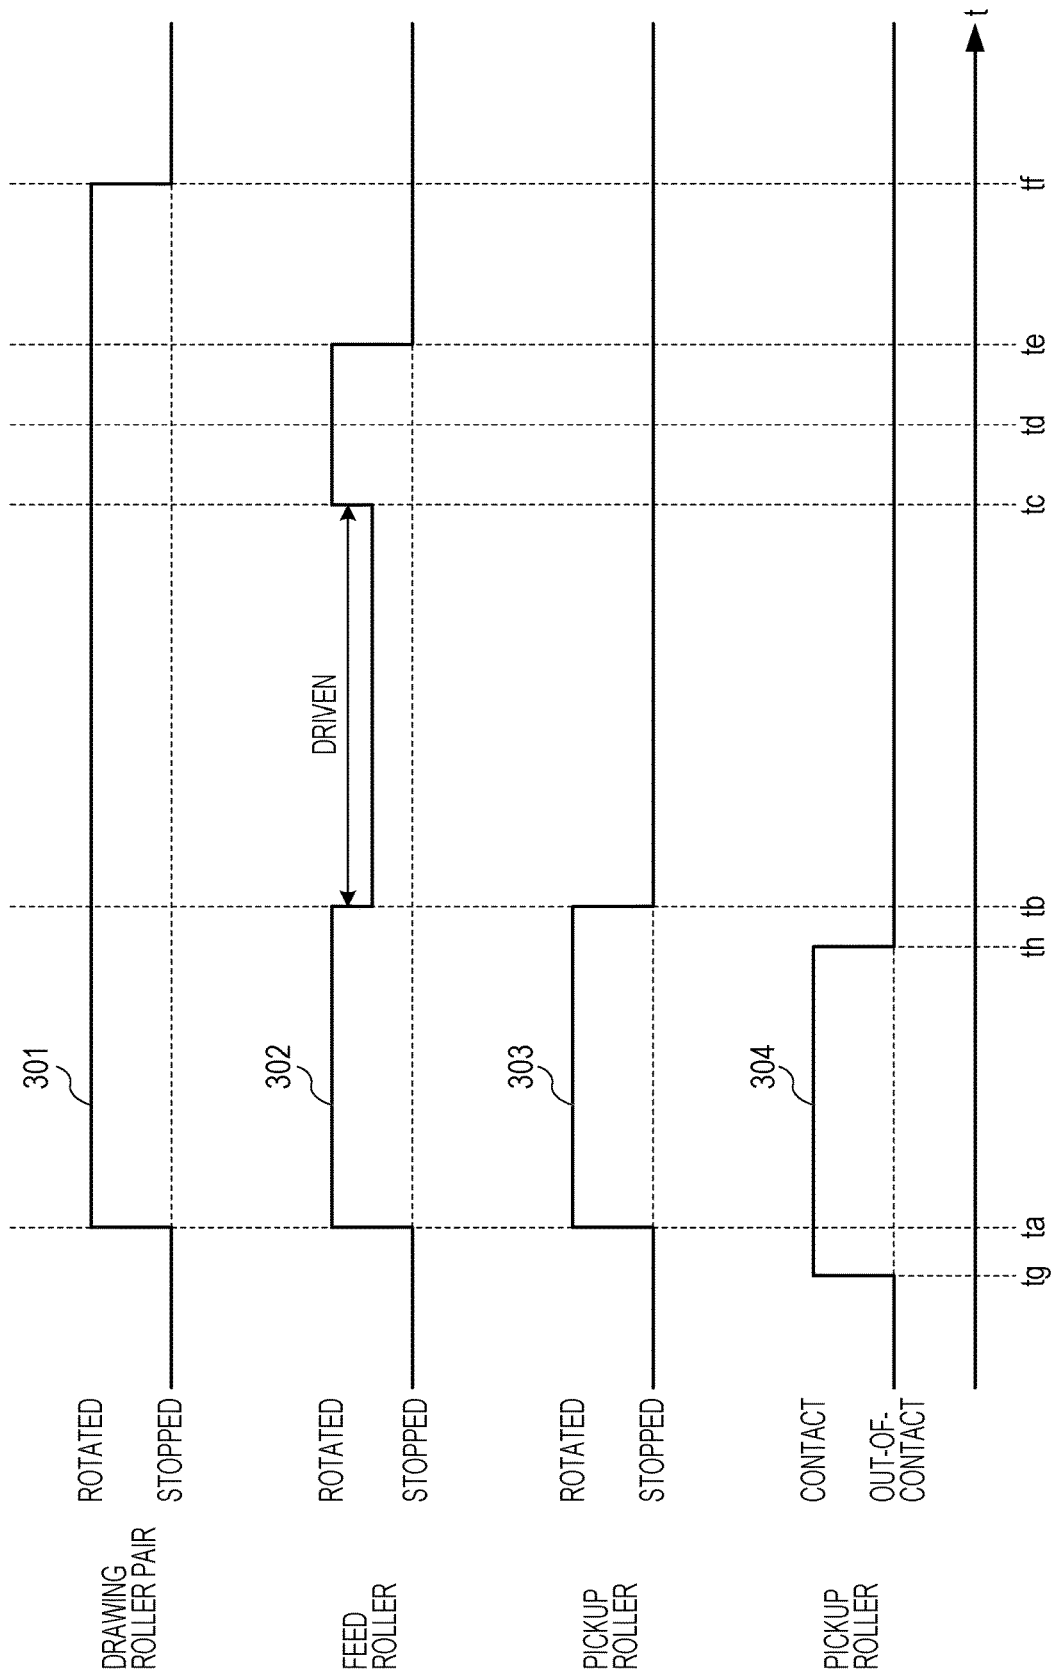 DRAWING
ROLLER PAIR
ROTATED
STOPPED
301
FEED
ROLLER
ROTATED
STOPPED
302
DRIVEN
PICKUP
ROLLER
ROTATED
STOPPED
303
PICKUP
ROLLER
CONTACT
OUT-OF-
CONTACT
304
tg ta th tb tc td te tf
t